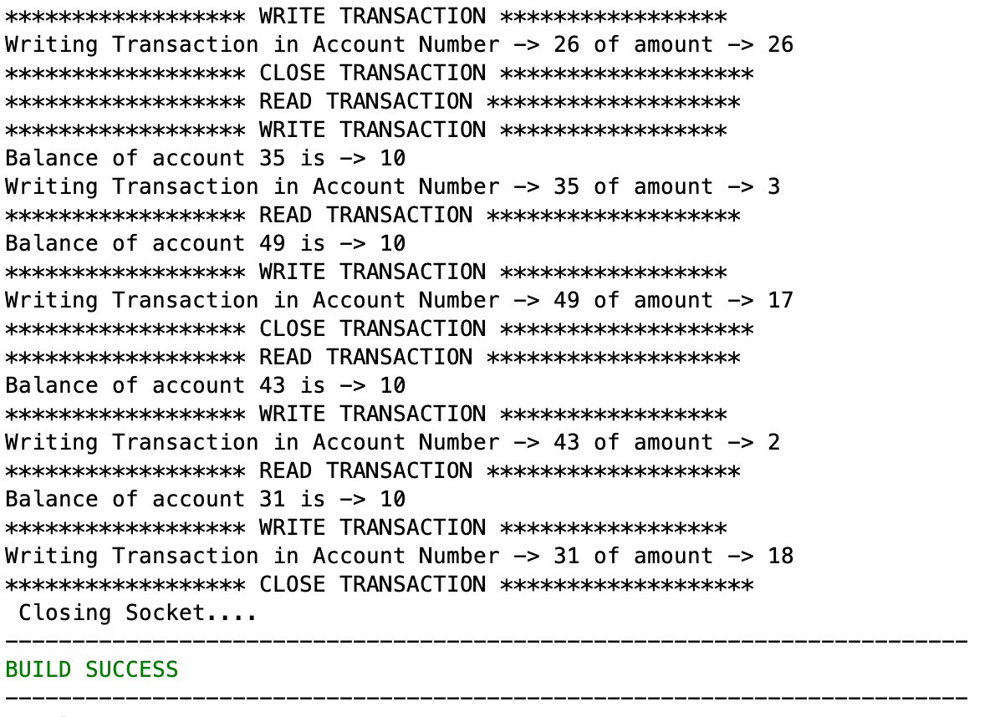 ****************** WRITE TRANSACTION *****************
Writing Transaction in Account Number -> 26 of amount -> 26
****************** CLOSE TRANSACTION *******************
****************** READ TRANSACTION *******************
****************** WRITE TRANSACTION *****************
Balance of account 35 is -> 10
Writing Transaction in Account Number -> 35 of amount -> 3
****************** READ TRANSACTION *******************
Balance of account 49 is -> 10
****************** WRITE TRANSACTION *****************
Writing Transaction in Account Number -> 49 of amount -> 17
****************** CLOSE TRANSACTION *******************
****************** READ TRANSACTION *******************
Balance of account 43 is -> 10
****************** WRITE TRANSACTION *****************
Writing Transaction in Account Number -> 43 of amount -> 2
****************** READ TRANSACTION *******************
Balance of account 31 is -> 10
****************** WRITE TRANSACTION *****************
Writing Transaction in Account Number -> 31 of amount -> 18
****************** CLOSE TRANSACTION *******************
 Closing Socket....
------------------------------------------------------------------------
BUILD SUCCESS
------------------------------------------------------------------------